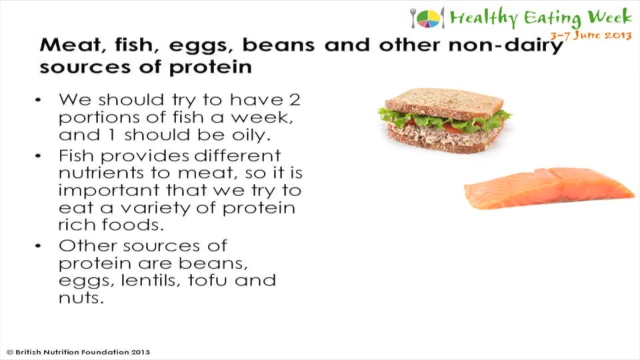 Healthy Eating Week
3-7 June 2013
Meat, fish, eggs, beans and other non-dairy
sources of protein
• We should try to have 2
portions of fish a week,
and 1 should be oily.
• Fish provides different
nutrients to meat, so it is
important that we try to
eat a variety of protein
rich foods.
• Other sources of
protein are beans,
eggs, lentils, tofu and
nuts.
© British Nutrition Foundation 2013